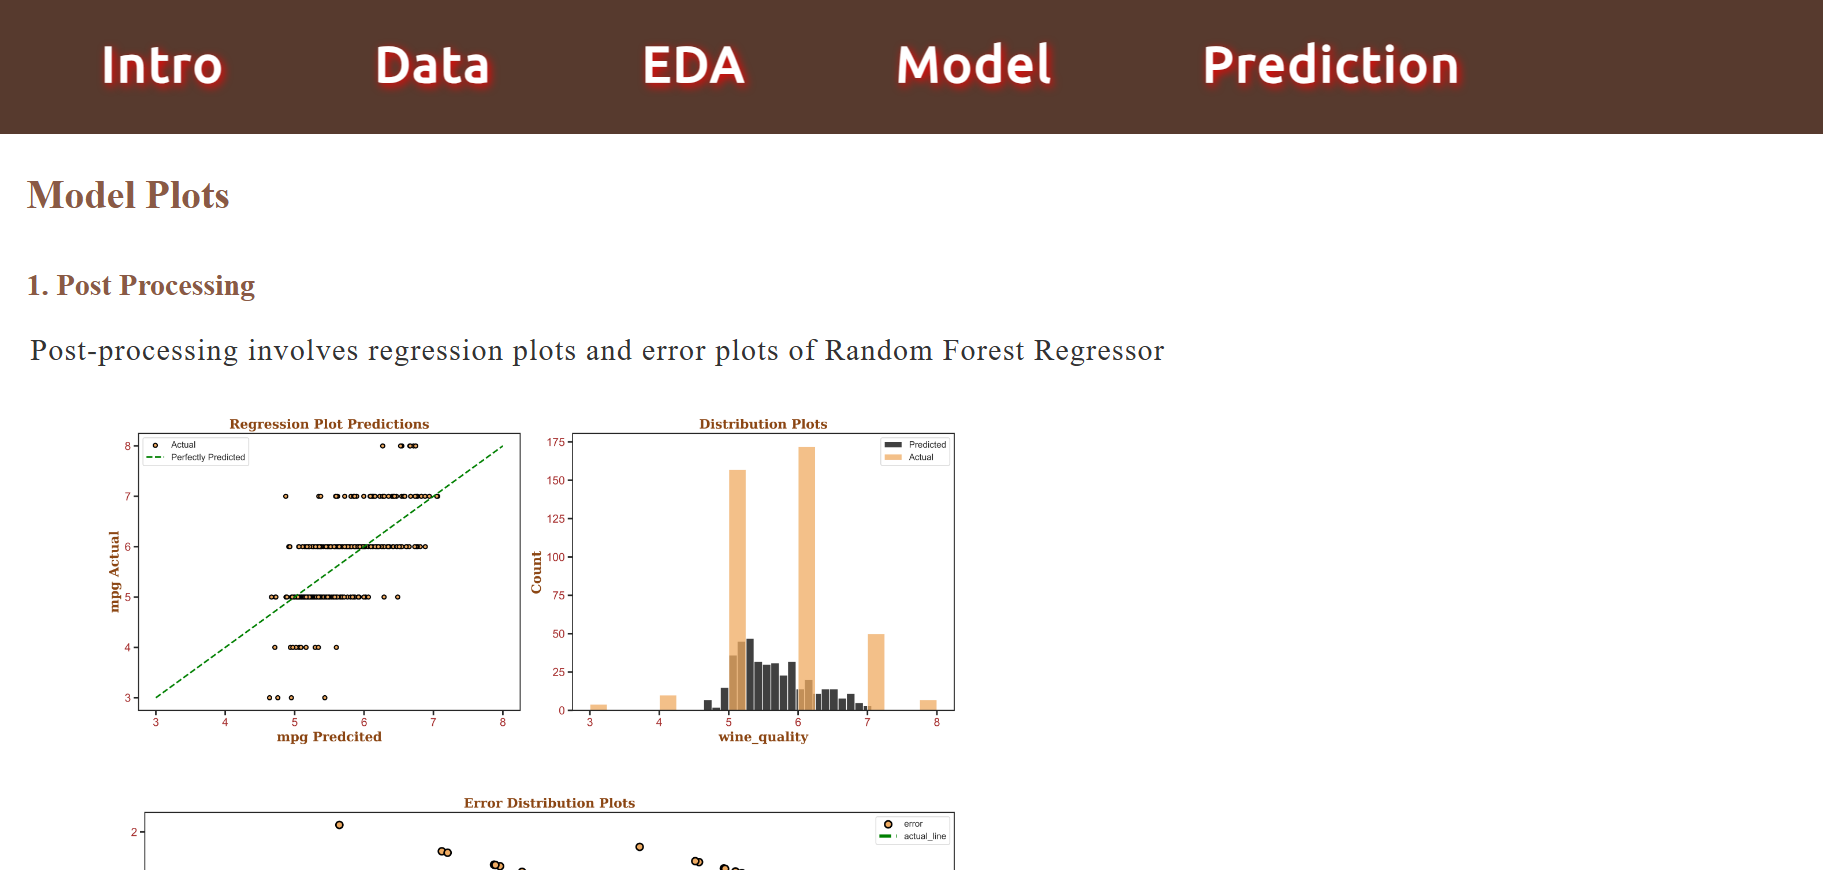 Intro Data EDA Model Prediction
Model Plots
1. Post Processing
Post-processing involves regression plots and error plots of Random Forest Regressor
Regression Plot Predictions
Actual
Perfectly Predicted
8
7
6
5
4
3
mpg Actual
3 4 5 6 7 8
mpg Predcited
Distribution Plots
Predicted
Actual
175
150
125
100
75
50
25
0
Count
3 4 5 6 7 8
wine_quality
Error Distribution Plots
error
actual_line
2